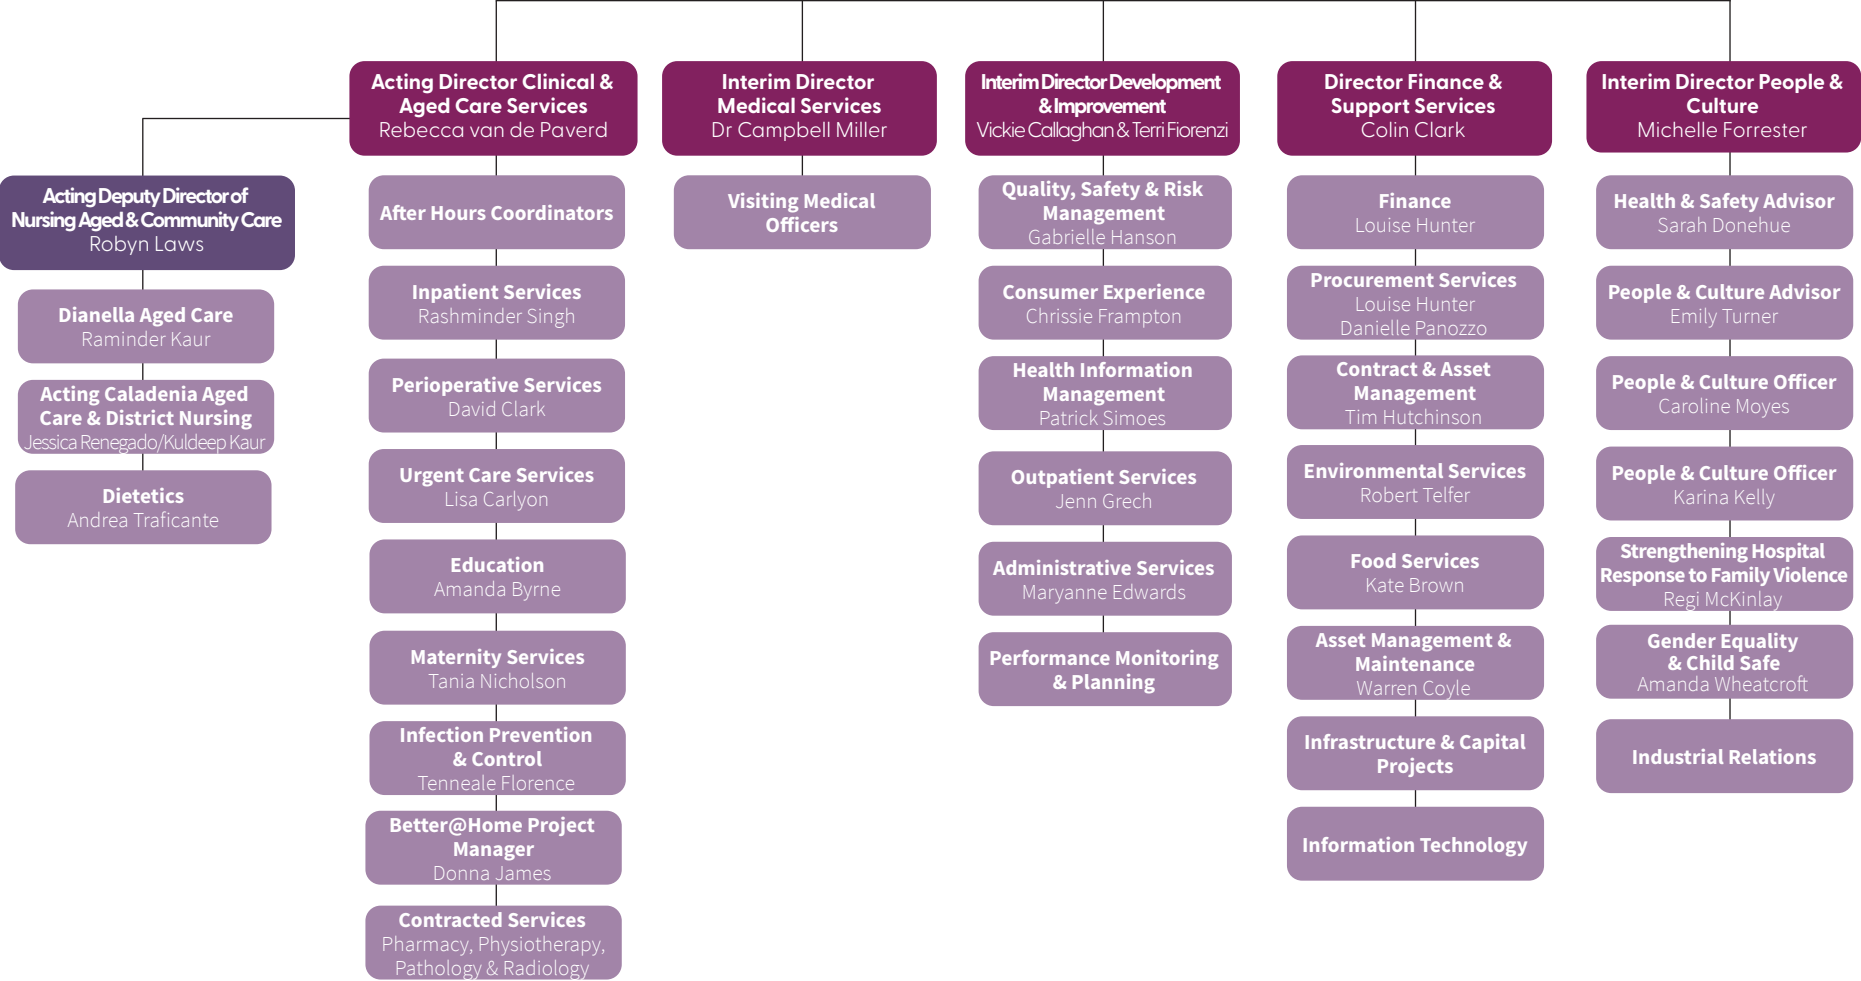 Acting Director Clinical &
Aged Care Services
Rebecca van de Paverd
Interim Director
Medical Services
Dr Campbell Miller
Interim Director Development
& Improvement
Vickie Callaghan & Terri Fiorenzi
Director Finance &
Support Services
Colin Clark
Interim Director People &
Culture
Michelle Forrester
Acting Deputy Director of
Nursing Aged & Community Care
Robyn Laws
Dianella Aged Care
Raminder Kaur
Acting Caladenia Aged
Care & District Nursing
Jessica Renegado/Kuldeep Kaur
Dietetics
Andrea Traficante
After Hours Coordinators
Inpatient Services
Rashminder Singh
Perioperative Services
David Clark
Urgent Care Services
Lisa Carlyon
Education
Amanda Byrne
Maternity Services
Tania Nicholson
Infection Prevention
& Control
Tenneale Florence
Better@Home Project
Manager
Donna James
Contracted Services
Pharmacy, Physiotherapy,
Pathology & Radiology
Visiting Medical
Officers
Quality, Safety & Risk
Management
Gabrielle Hanson
Consumer Experience
Chrissie Frampton
Health Information
Management
Patrick Simoes
Outpatient Services
Jenn Grech
Administrative Services
Maryanne Edwards
Performance Monitoring
& Planning
Finance
Louise Hunter
Procurement Services
Louise Hunter
Danielle Panozzo
Contract & Asset
Management
Tim Hutchinson
Environmental Services
Robert Telfer
Food Services
Kate Brown
Asset Management &
Maintenance
Warren Coyle
Infrastructure & Capital
Projects
Information Technology
Health & Safety Advisor
Sarah Donehue
People & Culture Advisor
Emily Turner
People & Culture Officer
Caroline Moyes
People & Culture Officer
Karina Kelly
Strengthening Hospital
Response to Family Violence
Regi McKinlay
Gender Equality
& Child Safe
Amanda Wheatcroft
Industrial Relations